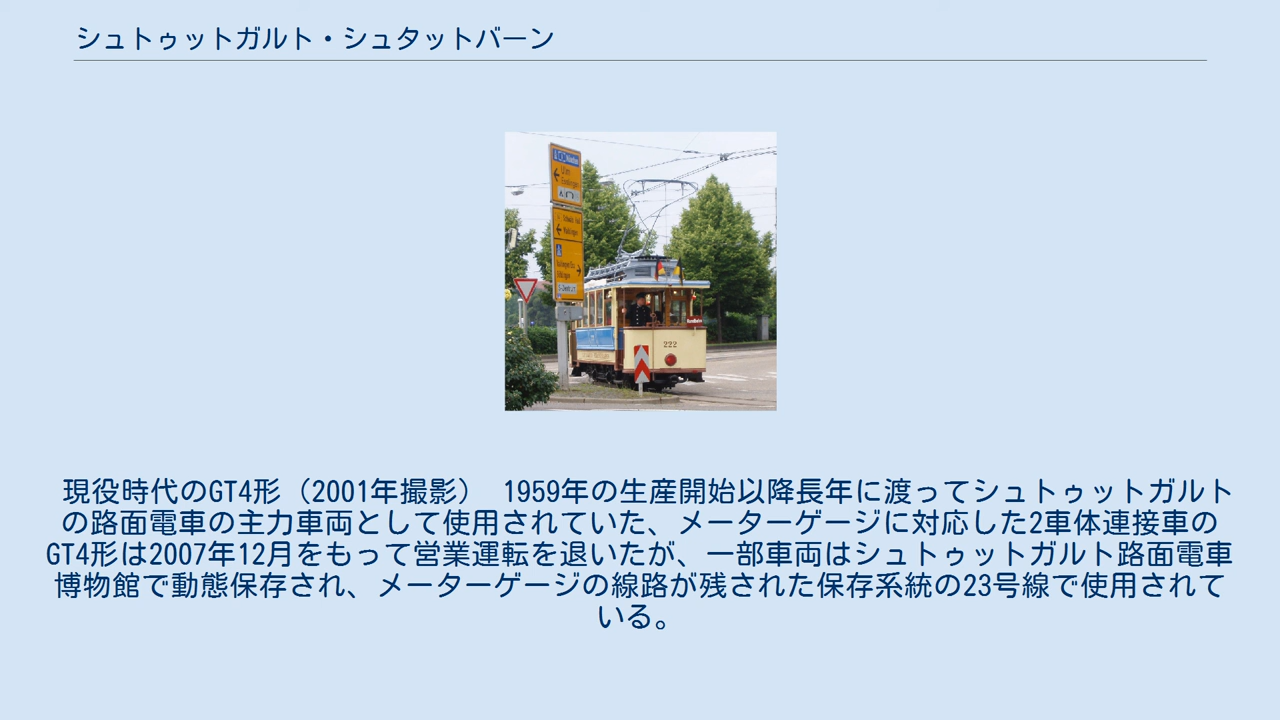 シュトゥットガルト・シュタットバーン
222
現役時代のGT4形（2001年撮影） 1959年の生産開始以降長年に渡ってシュトゥットガルト
の路面電車の主力車両として使用されていた、メーターゲージに対応した2車体連接車の
GT4形は2007年12月をもって営業運転を退いたが、一部車両はシュトゥットガルト路面電車
博物館で動態保存され、メーターゲージの線路が残された保存系統の23号線で使用されて
いる。